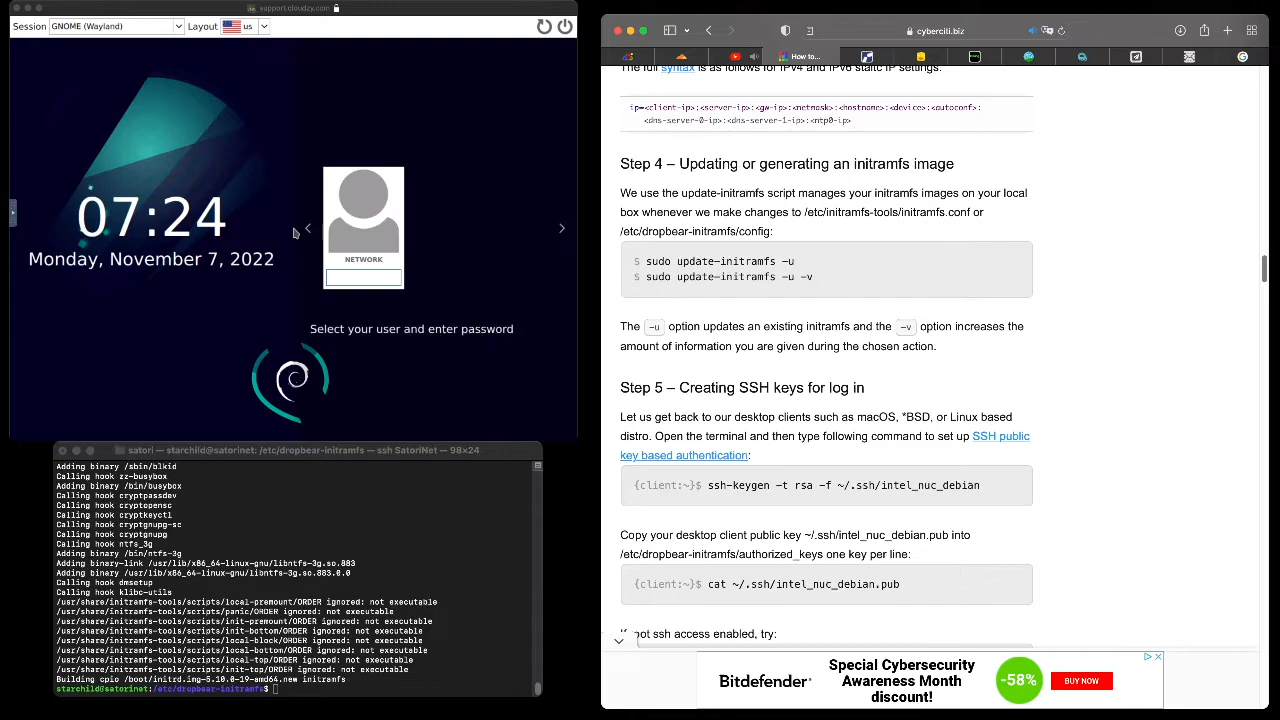 support.cloudzy.com
Session GNOME (Wayland) Layout us
07:24
Monday, November 7, 2022
NETWORK
Select your user and enter password
satori — starchild@satorinet: /etc/dropbear-initramfs — ssh SatoriNet — 98×24
Adding binary /sbin/blkid
Calling hook zz-busybox
Adding binary /bin/busybox
Calling hook cryptpassdev
Calling hook cryptopensc
Calling hook cryptkeyctl
Calling hook cryptgnupg-sc
Calling hook cryptgnupg
Calling hook ntfs_3g
Adding binary /bin/ntfs-3g
Adding binary-link /usr/lib/x86_64-linux-gnu/libntfs-3g.so.883
Adding binary /usr/lib/x86_64-linux-gnu/libntfs-3g.so.883.0.0
Calling hook dmsetup
Calling hook klibc-utils
/usr/share/initramfs-tools/scripts/local-premount/ORDER ignored: not executable
/usr/share/initramfs-tools/scripts/panic/ORDER ignored: not executable
/usr/share/initramfs-tools/scripts/init-premount/ORDER ignored: not executable
/usr/share/initramfs-tools/scripts/init-bottom/ORDER ignored: not executable
/usr/share/initramfs-tools/scripts/local-block/ORDER ignored: not executable
/usr/share/initramfs-tools/scripts/local-bottom/ORDER ignored: not executable
/usr/share/initramfs-tools/scripts/local-top/ORDER ignored: not executable
/usr/share/initramfs-tools/scripts/init-top/ORDER ignored: not executable
Building cpio /boot/initrd.img-5.10.0-19-amd64.new initramfs
starchild@satorinet:/etc/dropbear-initramfs$
cyberciti.biz
How to...
The full syntax is as follows for IPv4 and IPv6 static IP settings:
ip=<client-ip>:<server-ip>:<gw-ip>:<netmask>:<hostname>:<device>:<autoconf>:
<dns-server-0-ip>:<dns-server-1-ip>:<ntp0-ip>
Step 4 – Updating or generating an initramfs image
We use the update-initramfs script manages your initramfs images on your local
box whenever we make changes to /etc/initramfs-tools/initramfs.conf or
/etc/dropbear-initramfs/config:
$ sudo update-initramfs -u
$ sudo update-initramfs -u -v
The -u option updates an existing initramfs and the -v option increases the
amount of information you are given during the chosen action.
Step 5 – Creating SSH keys for log in
Let us get back to our desktop clients such as macOS, *BSD, or Linux based
distro. Open the terminal and then type following command to set up SSH public
key based authentication:
{client:~}$ ssh-keygen -t rsa -f ~/.ssh/intel_nuc_debian
Copy your desktop client public key ~/.ssh/intel_nuc_debian.pub into
/etc/dropbear-initramfs/authorized_keys one key per line:
{client:~}$ cat ~/.ssh/intel_nuc_debian.pub
If root ssh access enabled, try:
Bitdefender Special Cybersecurity
Awareness Month
discount!
-58%
BUY NOW